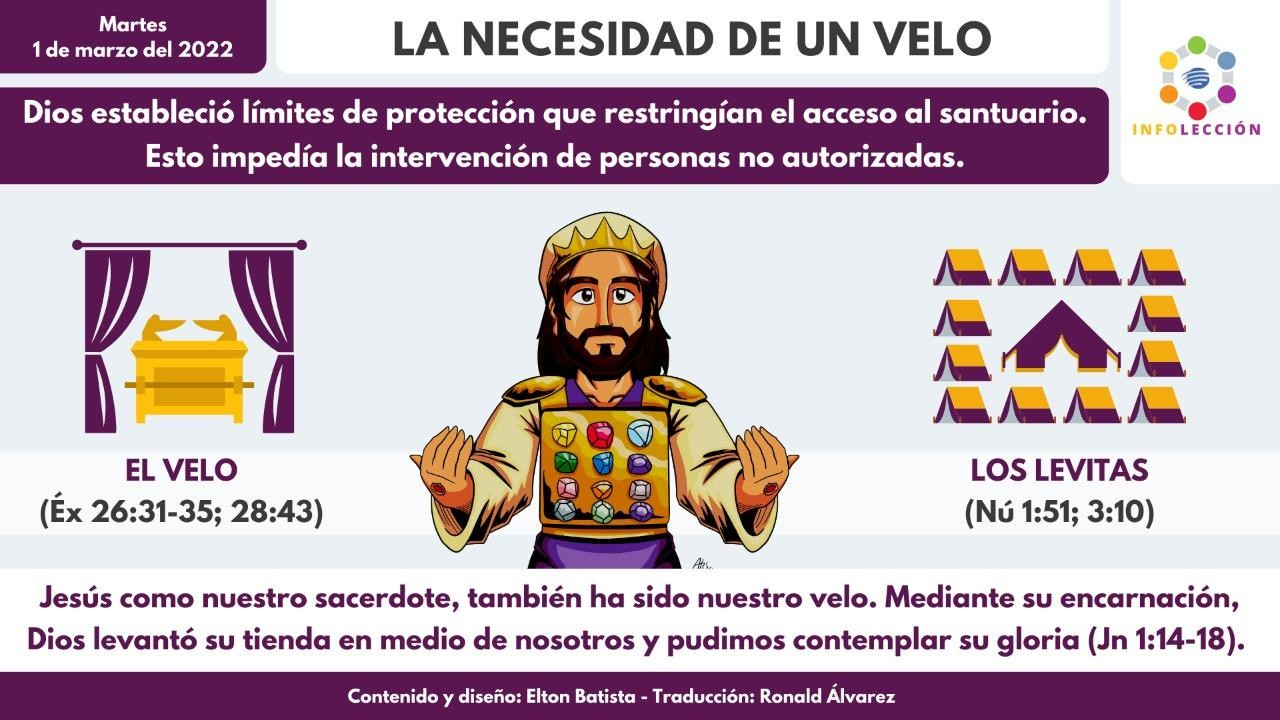 Martes
1 de marzo del 2022
LA NECESIDAD DE UN VELO
INFOLECCIÓN
Dios estableció límites de protección que restringían el acceso al santuario.
Esto impedía la intervención de personas no autorizadas.
EL VELO
(Éx 26:31-35; 28:43)
LOS LEVITAS
(Nú 1:51; 3:10)
Jesús como nuestro sacerdote, también ha sido nuestro velo. Mediante su encarnación,
Dios levantó su tienda en medio de nosotros y pudimos contemplar su gloria (Jn 1:14-18).
Contenido y diseño: Elton Batista - Traducción: Ronald Álvarez